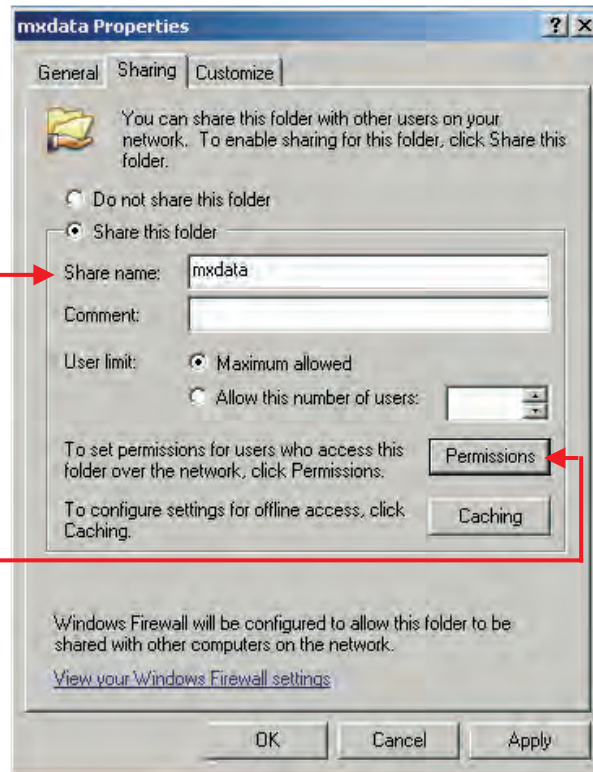 mxdata Properties
General Sharing Customize
You can share this folder with other users on your
network. To enable sharing for this folder, click Share this
folder.
Do not share this folder
Share this folder
Share name: mxdata
Comment:
User limit: Maximum allowed
Allow this number of users:
To set permissions for users who access this
folder over the network, click Permissions.
Permissions
To configure settings for offline access, click
Caching.
Caching
Windows Firewall will be configured to allow this folder to be
shared with other computers on the network.
View your Windows Firewall settings
OK Cancel Apply